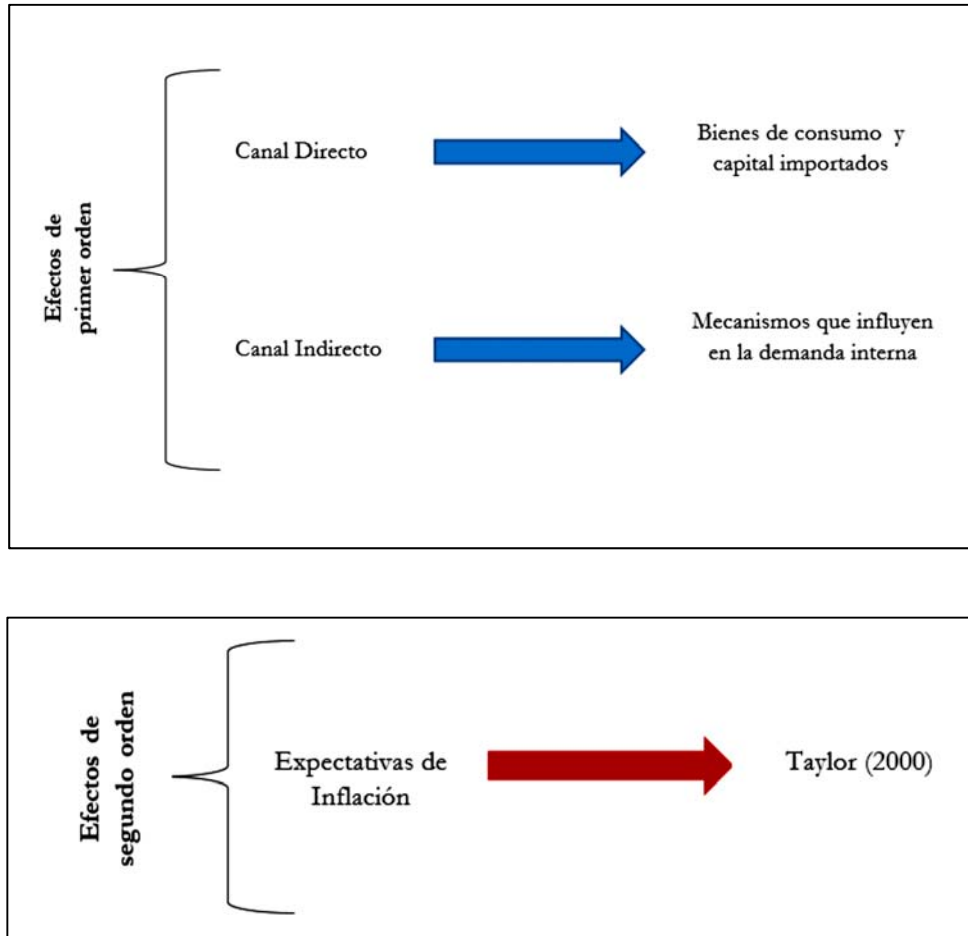 Efectos de
primer orden
Canal Directo
Bienes de consumo y
capital importados
Canal Indirecto
Mecanismos que influyen
en la demanda interna
Efectos de
segundo orden
Expectativas de
Inflación
Taylor (2000)